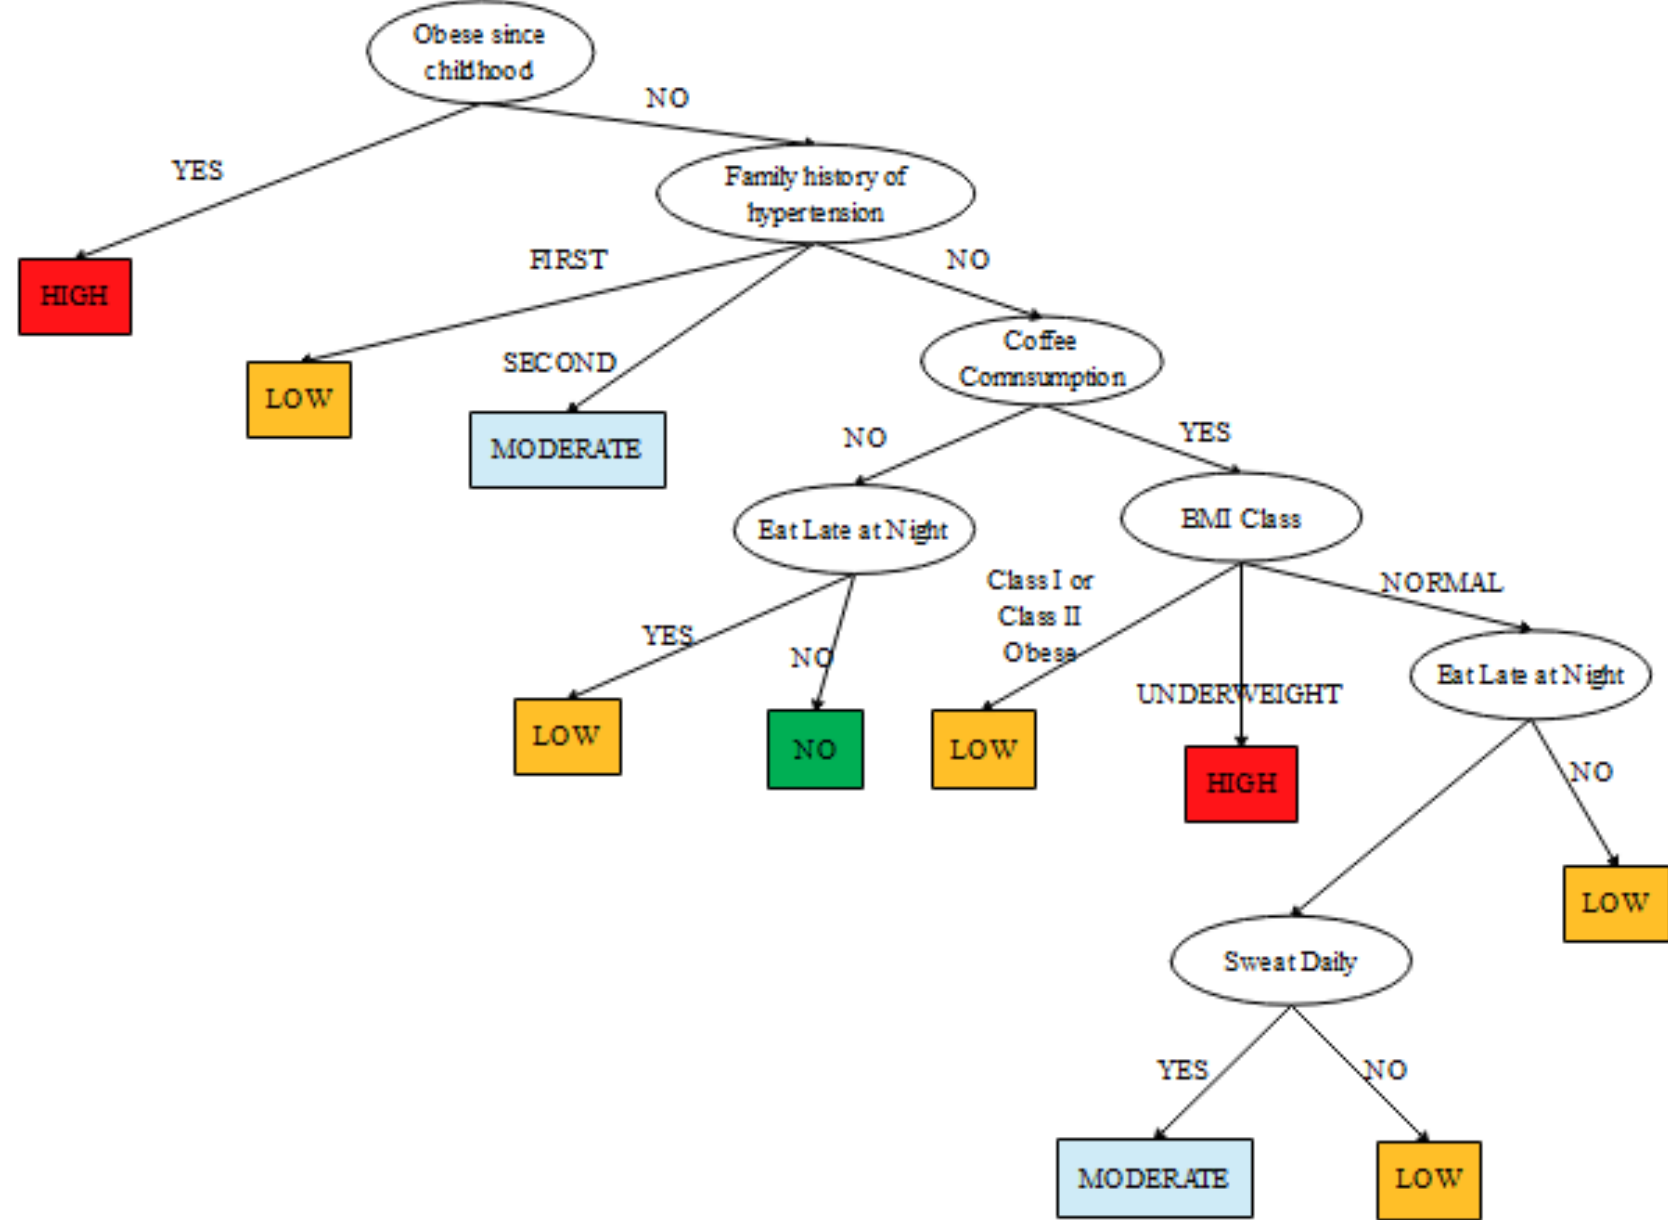 Obese since
childhood
NO
YES
Family history of
hypertension
FIRST
NO
HIGH
SECOND
LOW
Coffee
Comnsumption
MODERATE
NO
YES
Eat Late at Night
BMI Class
Class I or
Class II
Obese
NORMAL
YES
NO
UNDERWEIGHT
Eat Late at Night
LOW
NO
LOW
HIGH
NO
LOW
Sweat Daily
YES
NO
MODERATE
LOW